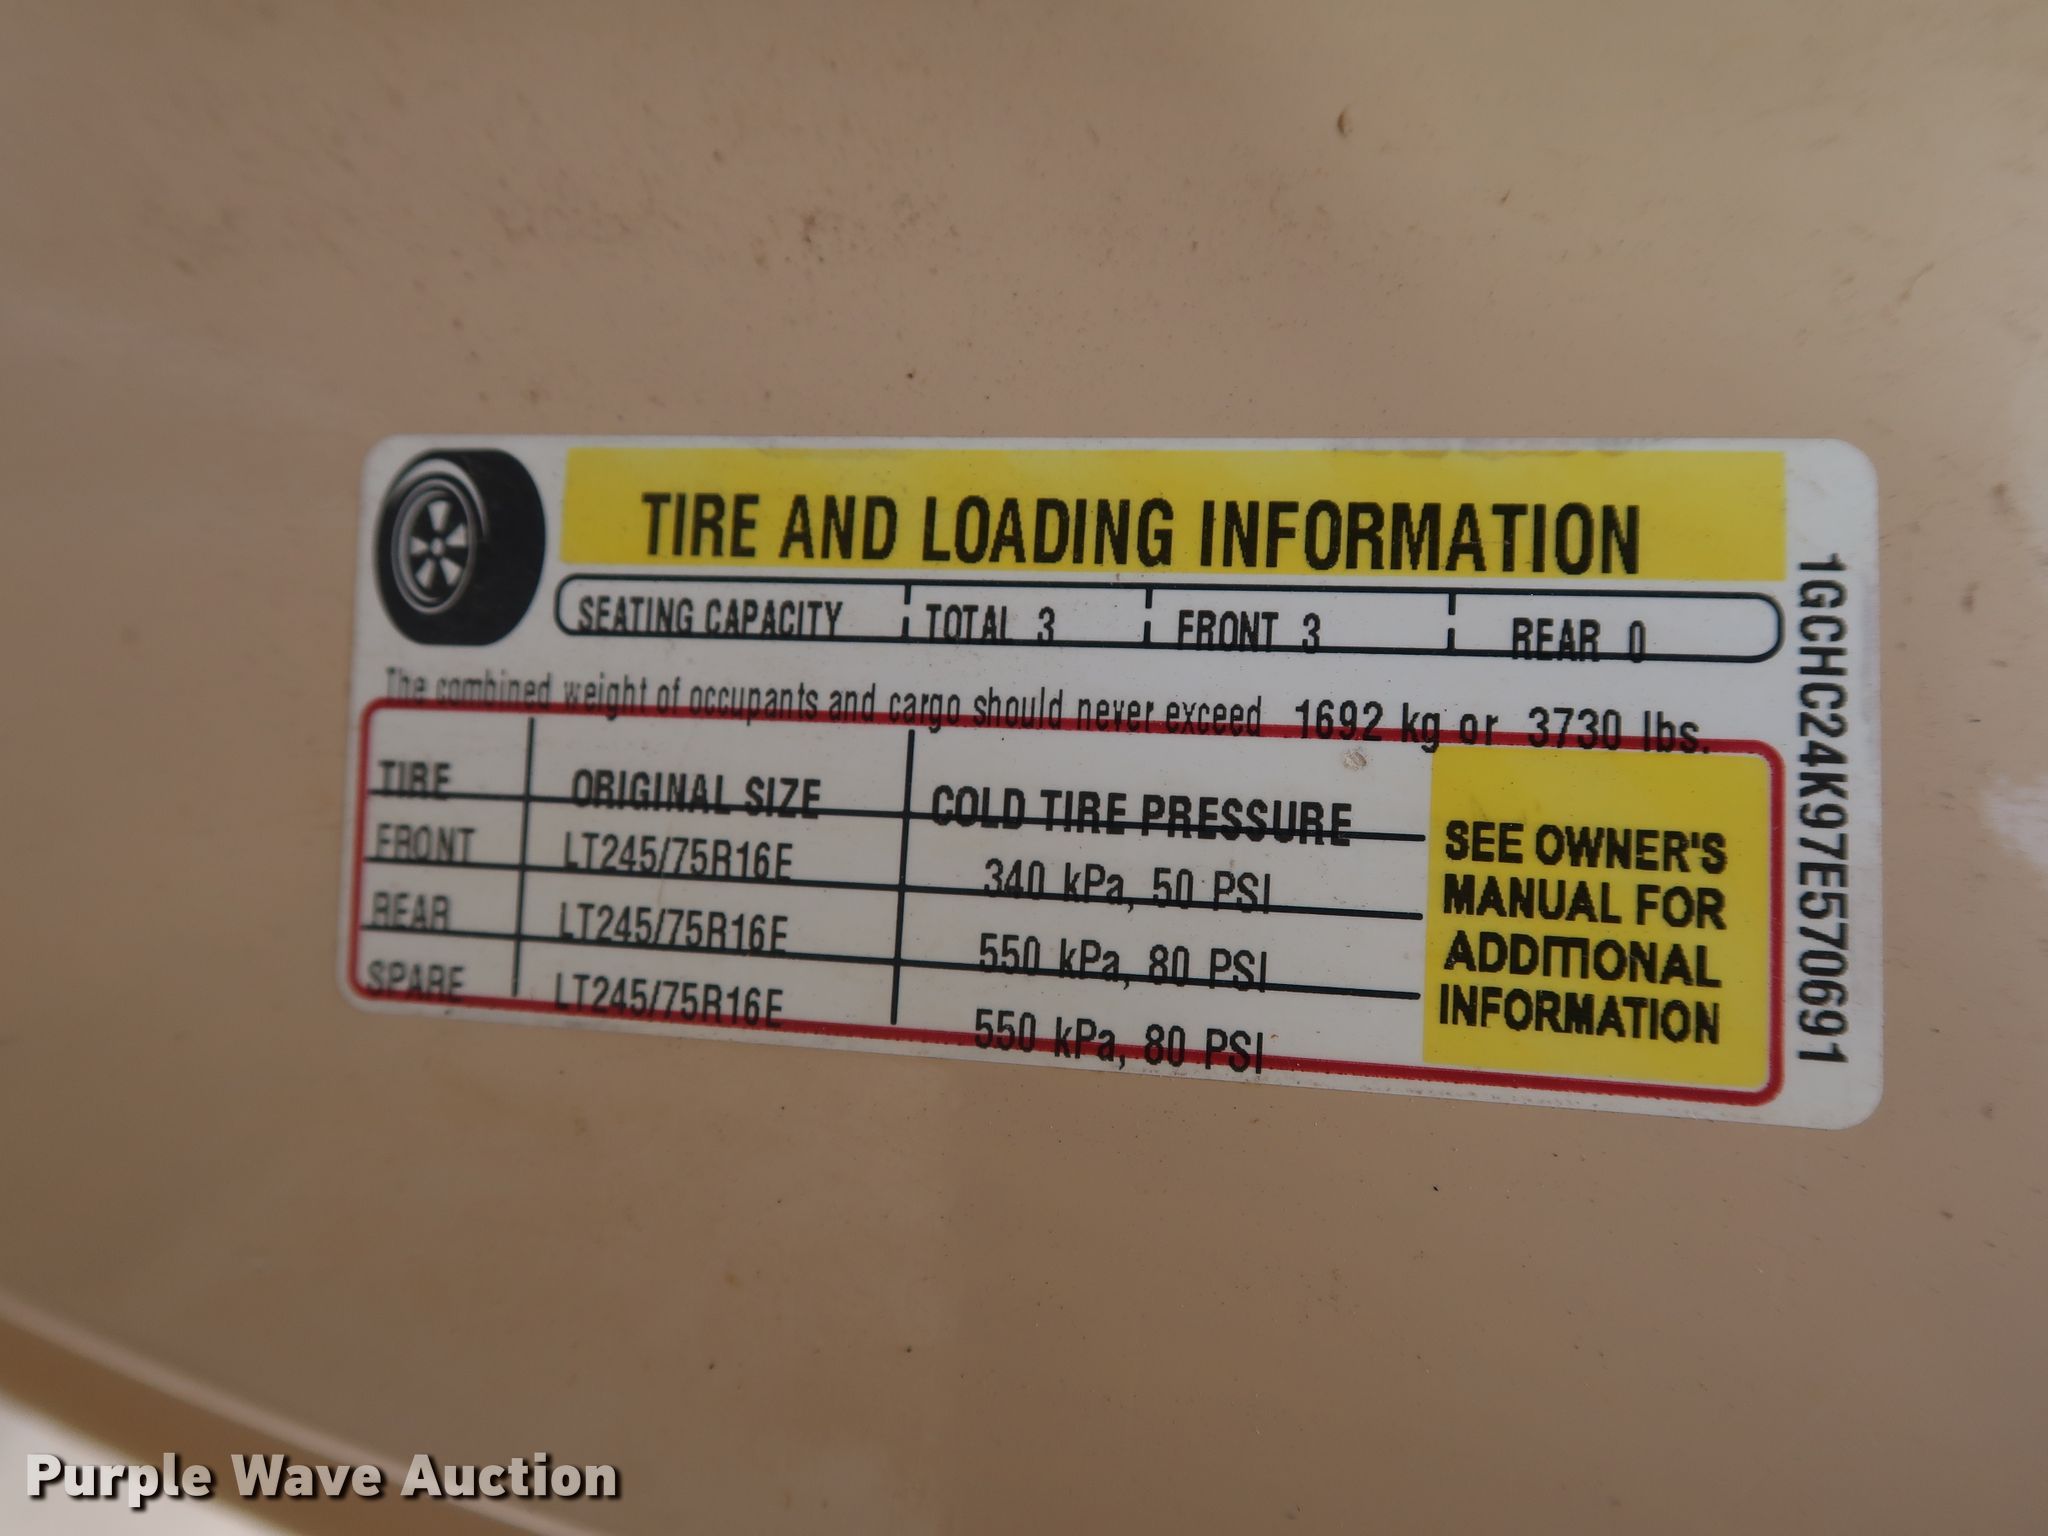 TIRE AND LOADING INFORMATION
SEATING CAPACITY TOTAL 3 FRONT 3 REAR 0
The combined weight of occupants and cargo should never exceed 1692 kg or 3730 lbs.
TIRE ORIGINAL SIZE COLD TIRE PRESSURE
FRONT LT245/75R16E 340 kPa, 50 PSI
REAR LT245/75R16E 550 kPa, 80 PSI
SPARE LT245/75R16E 550 kPa, 80 PSI
SEE OWNER'S
MANUAL FOR
ADDITIONAL
INFORMATION
1GCHC24K97E570691
Purple Wave Auction